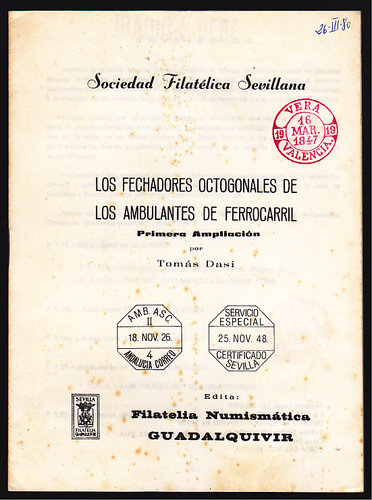 26-III-80
Sociedad Filatélica Sevillana
VERA
16
19 MAR. 19
1847
VALENCIA.
LOS FECHADORES OCTOGONALES DE
LOS AMBULANTES DE FERROCARRIL
Primera Ampliación
por
Tomás Dasí
AMB. ASC.
II
18. NOV. 26.
4
ANDALUCIA CORREO
SERVICIO
ESPECIAL
25. NOV. 48.
CERTIFICADO
SEVILLA
Edita:
SEVILLA
FILATELIA
GUADALQUIVIR
Filatelia Numismática
GUADALQUIVIR